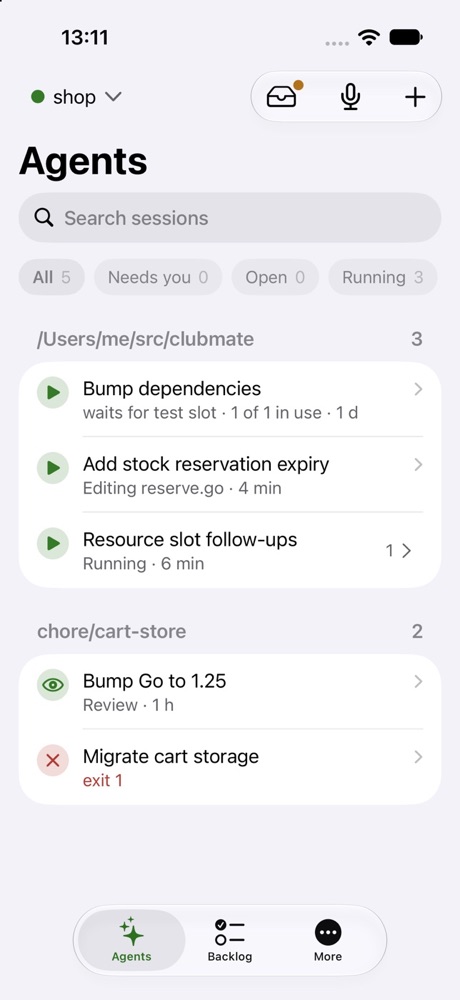 13:11
shop
Agents
Search sessions
All 5 Needs you 0 Open 0 Running 3
/Users/me/src/clubmate 3
Bump dependencies
waits for test slot · 1 of 1 in use · 1 d
Add stock reservation expiry
Editing reserve.go · 4 min
Resource slot follow-ups
1
Running · 6 min
chore/cart-store 2
Bump Go to 1.25
Review · 1 h
Migrate cart storage
exit 1
Agents Backlog More